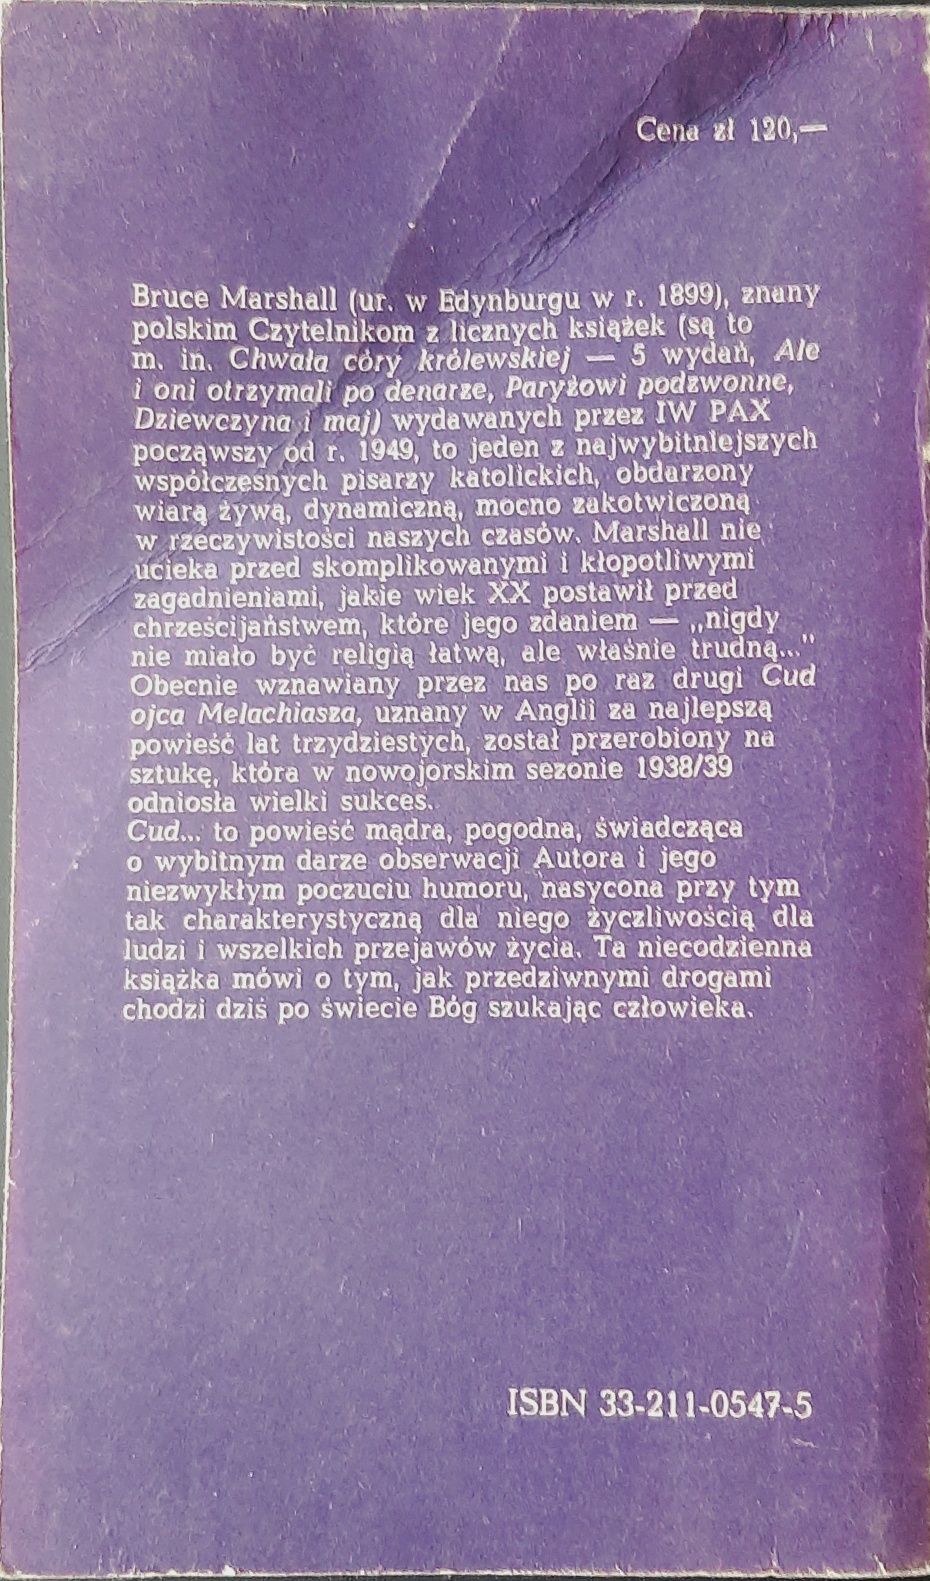 Cena zł 120,—
Bruce Marshall (ur. w Edynburgu w r. 1899), znany
polskim Czytelnikom z licznych książek (są to
m. in. Chwała córy królewskiej — 5 wydań, Ale
i oni otrzymali po denarze, Paryżowi podzwonne,
Dziewczyna i maj) wydawanych przez IW PAX
począwszy od r. 1949, to jeden z najwybitniejszych
współczesnych pisarzy katolickich, obdarzony
wiarą żywą, dynamiczną, mocno zakotwiczoną
w rzeczywistości naszych czasów. Marshall nie
ucieka przed skomplikowanymi i kłopotliwymi
zagadnieniami, jakie wiek XX postawił przed
chrześcijaństwem, które jego zdaniem — „nigdy
nie miało być religią łatwą, ale właśnie trudną..."
Obecnie wznawiany przez nas po raz drugi Cud
ojca Melachiasza, uznany w Anglii za najlepszą
powieść lat trzydziestych, został przerobiony na
sztukę, która w nowojorskim sezonie 1938/39
odniosła wielki sukces.
Cud... to powieść mądra, pogodna, świadcząca
o wybitnym darze obserwacji Autora i jego
niezwykłym poczuciu humoru, nasycona przy tym
tak charakterystyczną dla niego życzliwością dla
ludzi i wszelkich przejawów życia. Ta niecodzienna
książka mówi o tym, jak przedziwnymi drogami
chodzi dziś po świecie Bóg szukając człowieka.
ISBN 33-211-0547-5